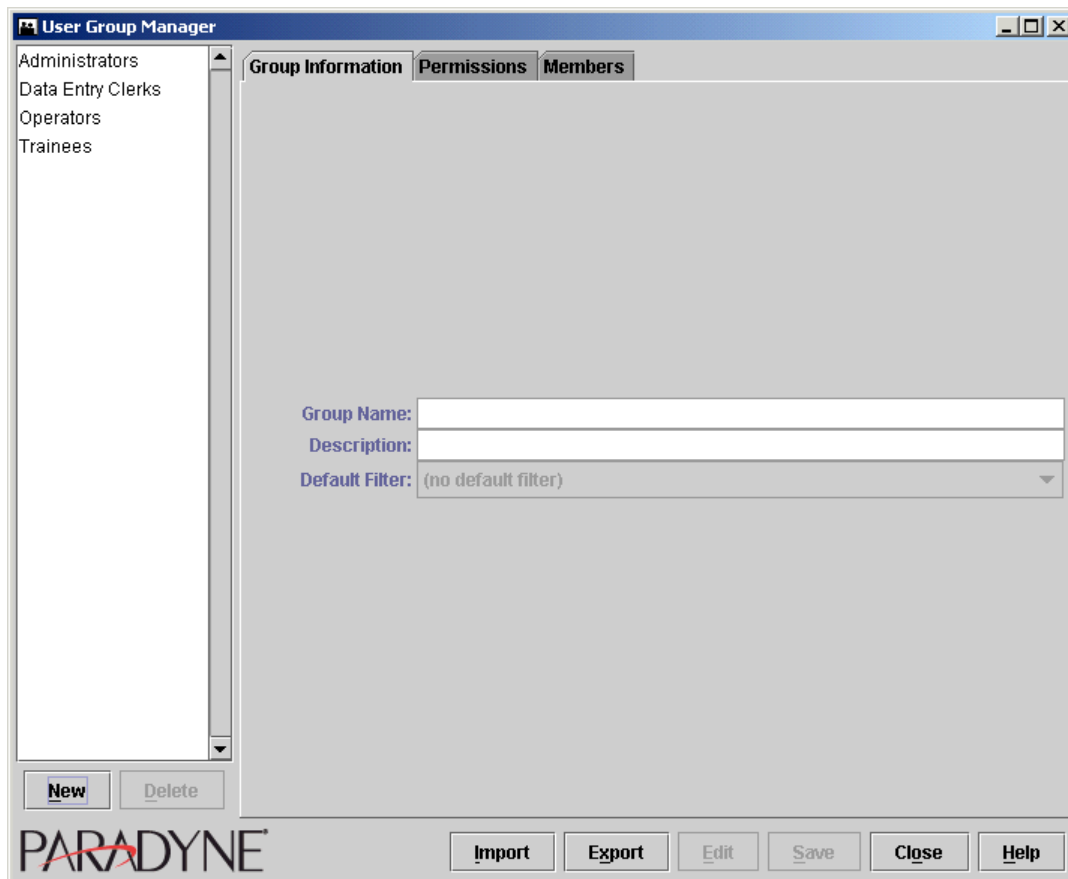 User Group Manager
Administrators
Data Entry Clerks
Operators
Trainees
Group Information Permissions Members
Group Name:
Description:
Default Filter: (no default filter)
New Delete
PARADYNE®
Import Export Edit Save Close Help